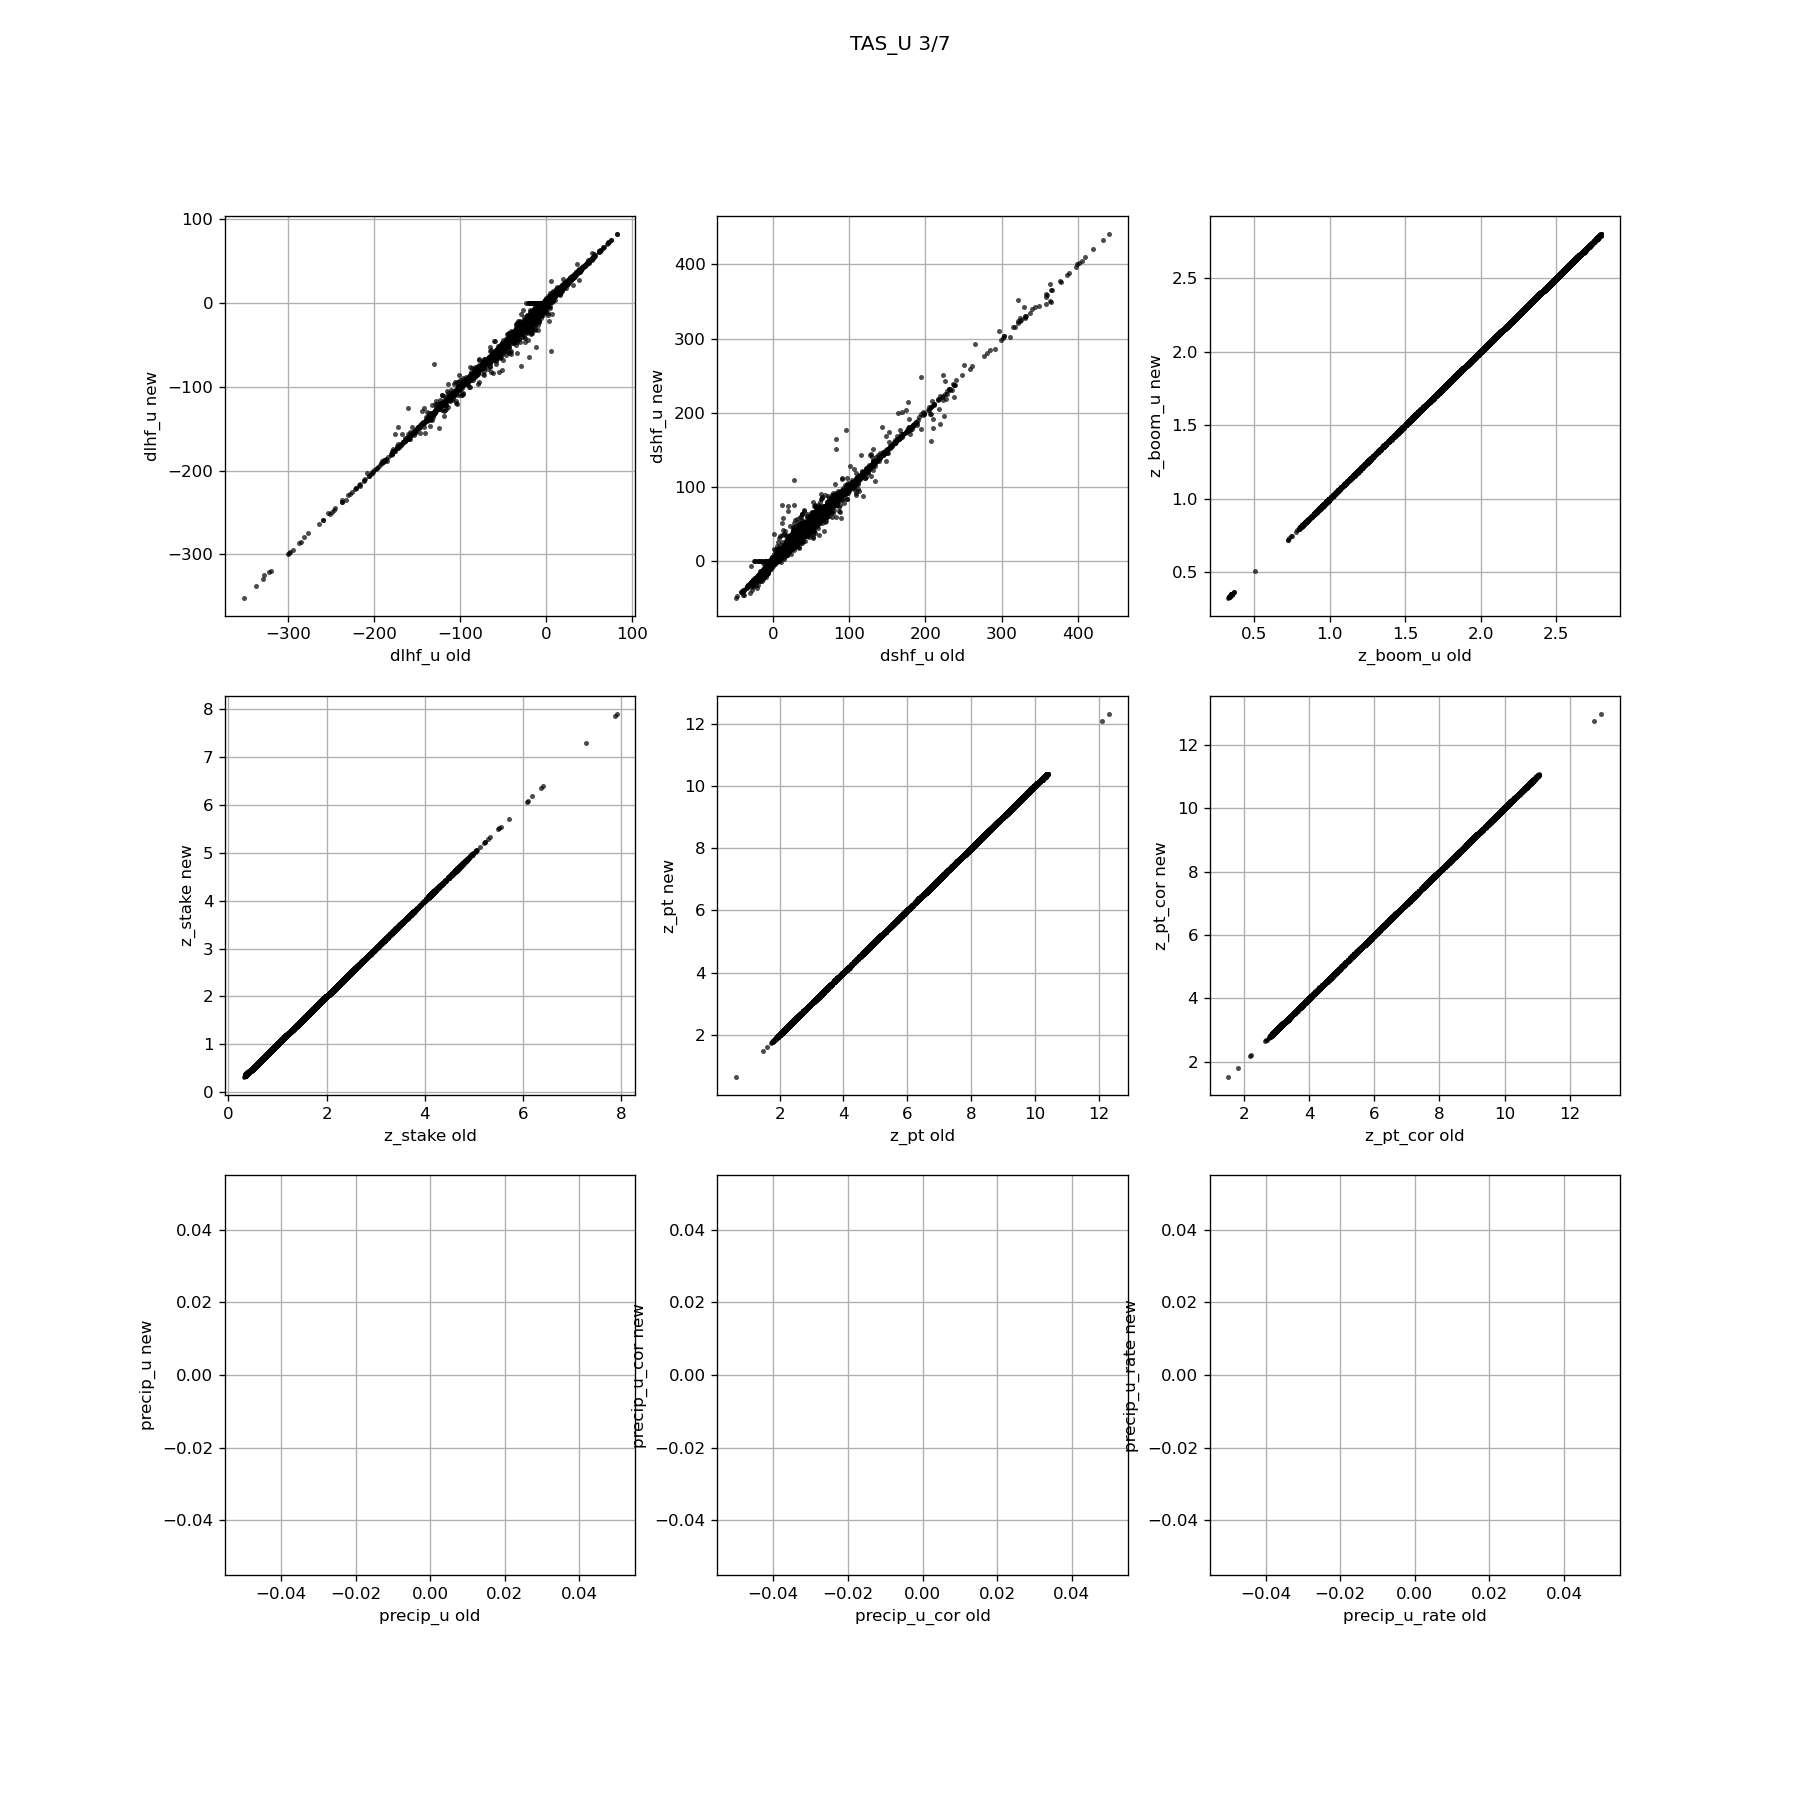 TAS_U 3/7
100
0
−100
−200
−300
dlhf_u new
−300 −200 −100 0 100
dlhf_u old
400
300
200
100
0
dshf_u new
0 100 200 300 400
dshf_u old
2.5
2.0
1.5
1.0
0.5
z_boom_u new
0.5 1.0 1.5 2.0 2.5
z_boom_u old
8
7
6
5
4
3
2
1
0
z_stake new
0 2 4 6 8
z_stake old
12
10
8
6
4
2
z_pt new
2 4 6 8 10 12
z_pt old
12
10
8
6
4
2
z_pt_cor new
2 4 6 8 10 12
z_pt_cor old
0.04
0.02
0.00
−0.02
−0.04
precip_u new
−0.04 −0.02 0.00 0.02 0.04
precip_u old
0.04
0.02
0.00
−0.02
−0.04
precip_u_cor new
−0.04 −0.02 0.00 0.02 0.04
precip_u_cor old
0.04
0.02
0.00
−0.02
−0.04
precip_u_rate new
−0.04 −0.02 0.00 0.02 0.04
precip_u_rate old